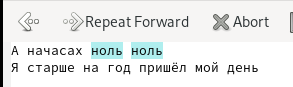 Repeat Forward Abort
А начасах ноль ноль
Я старше на год пришёл мой день